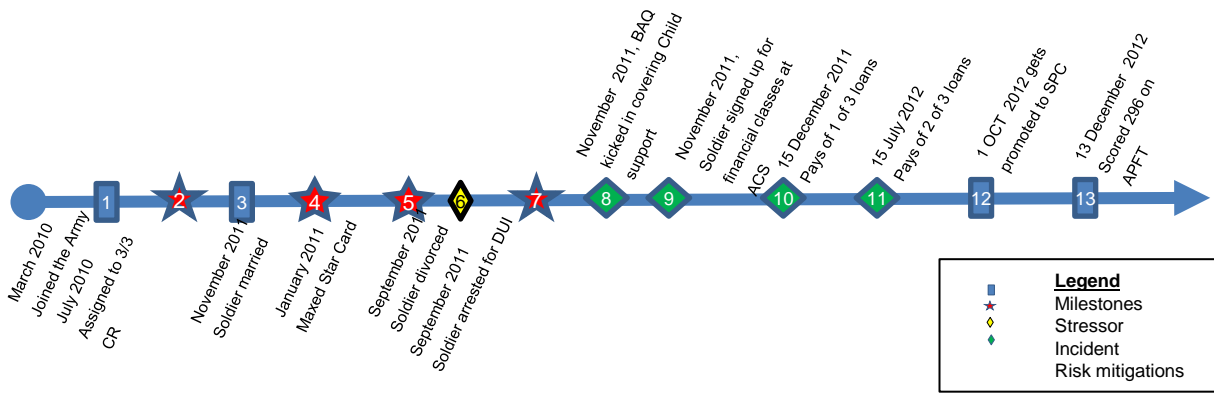 November 2011, BAQ
kicked in covering Child
support
November 2011,
Soldier signed up for
financial classes at
ACS
15 December 2011
Pays of 1 of 3 loans
15 July 2012
Pays of 2 of 3 loans
1 OCT 2012 gets
promoted to SPC
13 December 2012
Scored 296 on
APFT
1
2
3
4
5
6
7
8
9
10
11
12
13
March 2010
Joined the Army
July 2010
Assigned to 3/3
CR
November 2011
Soldier married
January 2011
Maxed Star Card
September 2011
Soldier divorced
September 2011
Soldier arrested for DUI
Legend
Milestones
Stressor
Incident
Risk mitigations